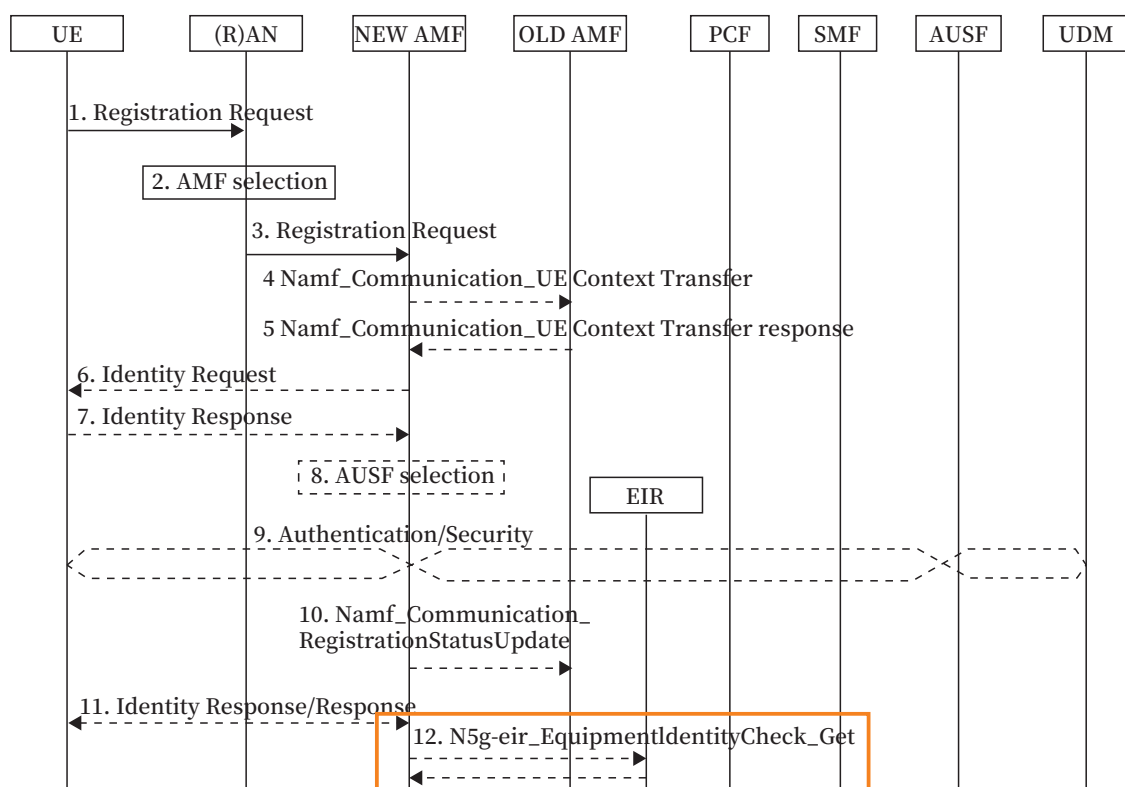 UE
(R)AN
NEW AMF
OLD AMF
PCF
SMF
AUSF
UDM
1. Registration Request
2. AMF selection
3. Registration Request
4 Namf_Communication_UE Context Transfer
5 Namf_Communication_UE Context Transfer response
6. Identity Request
7. Identity Response
8. AUSF selection
EIR
9. Authentication/Security
10. Namf_Communication_
RegistrationStatusUpdate
11. Identity Response/Response
12. N5g-eir_EquipmentIdentityCheck_Get